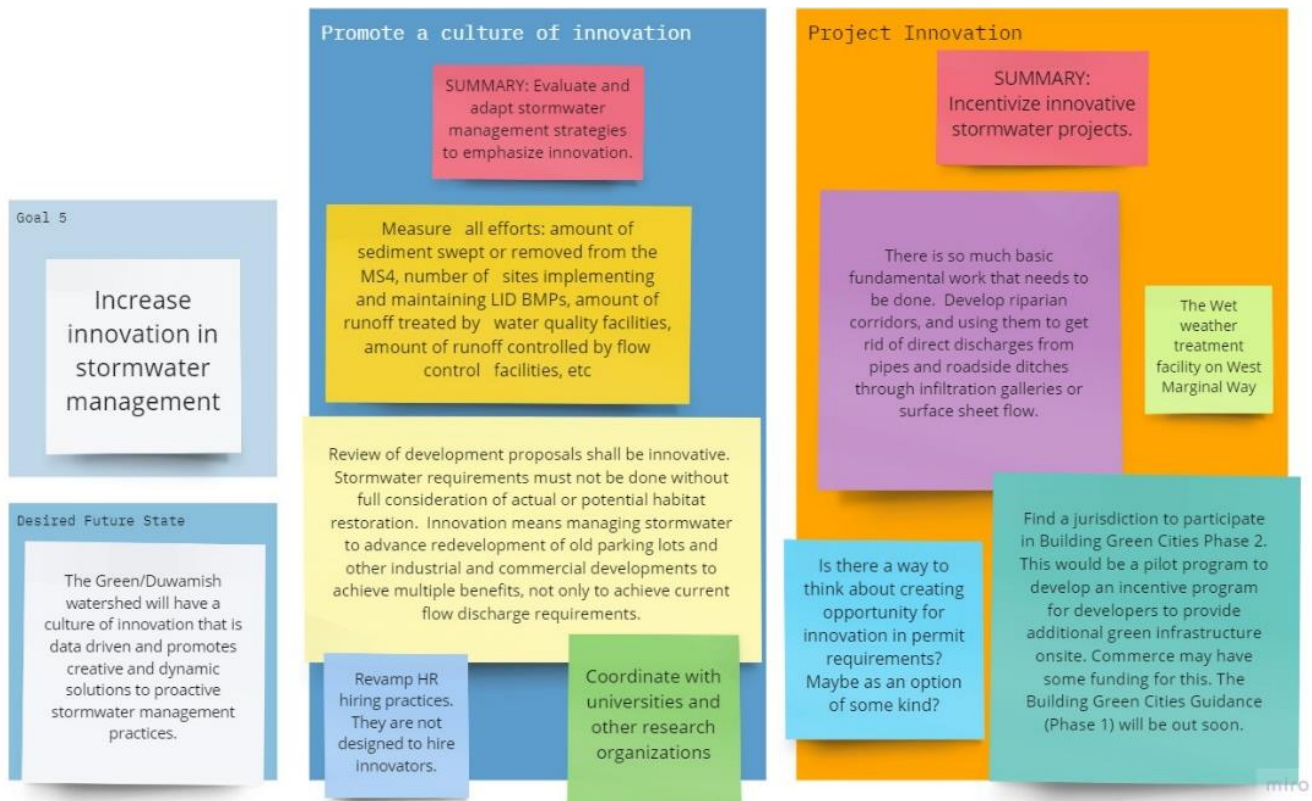 Goal 5
Increase
innovation in
stormwater
management
Desired Future State
The Green/Duwamish
watershed will have a
culture of innovation that is
data driven and promotes
creative and dynamic
solutions to proactive
stormwater management
practices.
Promote a culture of innovation
SUMMARY: Evaluate and
adapt stormwater
management strategies
to emphasize innovation.
Measure all efforts: amount of
sediment swept or removed from the
MS4, number of sites implementing
and maintaining LID BMPs, amount of
runoff treated by water quality facilities,
amount of runoff controlled by flow
control facilities, etc
Review of development proposals shall be innovative.
Stormwater requirements must not be done without
full consideration of actual or potential habitat
restoration. Innovation means managing stormwater
to advance redevelopment of old parking lots and
other industrial and commercial developments to
achieve multiple benefits, not only to achieve current
flow discharge requirements.
Revamp HR
hiring practices.
They are not
designed to hire
innovators.
Coordinate with
universities and
other research
organizations
Project Innovation
SUMMARY:
Incentivize innovative
stormwater projects.
There is so much basic
fundamental work that needs to
be done. Develop riparian
corridors, and using them to get
rid of direct discharges from
pipes and roadside ditches
through infiltration galleries or
surface sheet flow.
The Wet
weather
treatment
facility on West
Marginal Way
Is there a way to
think about creating
opportunity for
innovation in permit
requirements?
Maybe as an option
of some kind?
Find a jurisdiction to participate
in Building Green Cities Phase 2.
This would be a pilot program to
develop an incentive program
for developers to provide
additional green infrastructure
onsite. Commerce may have
some funding for this. The
Building Green Cities Guidance
(Phase 1) will be out soon.
miro